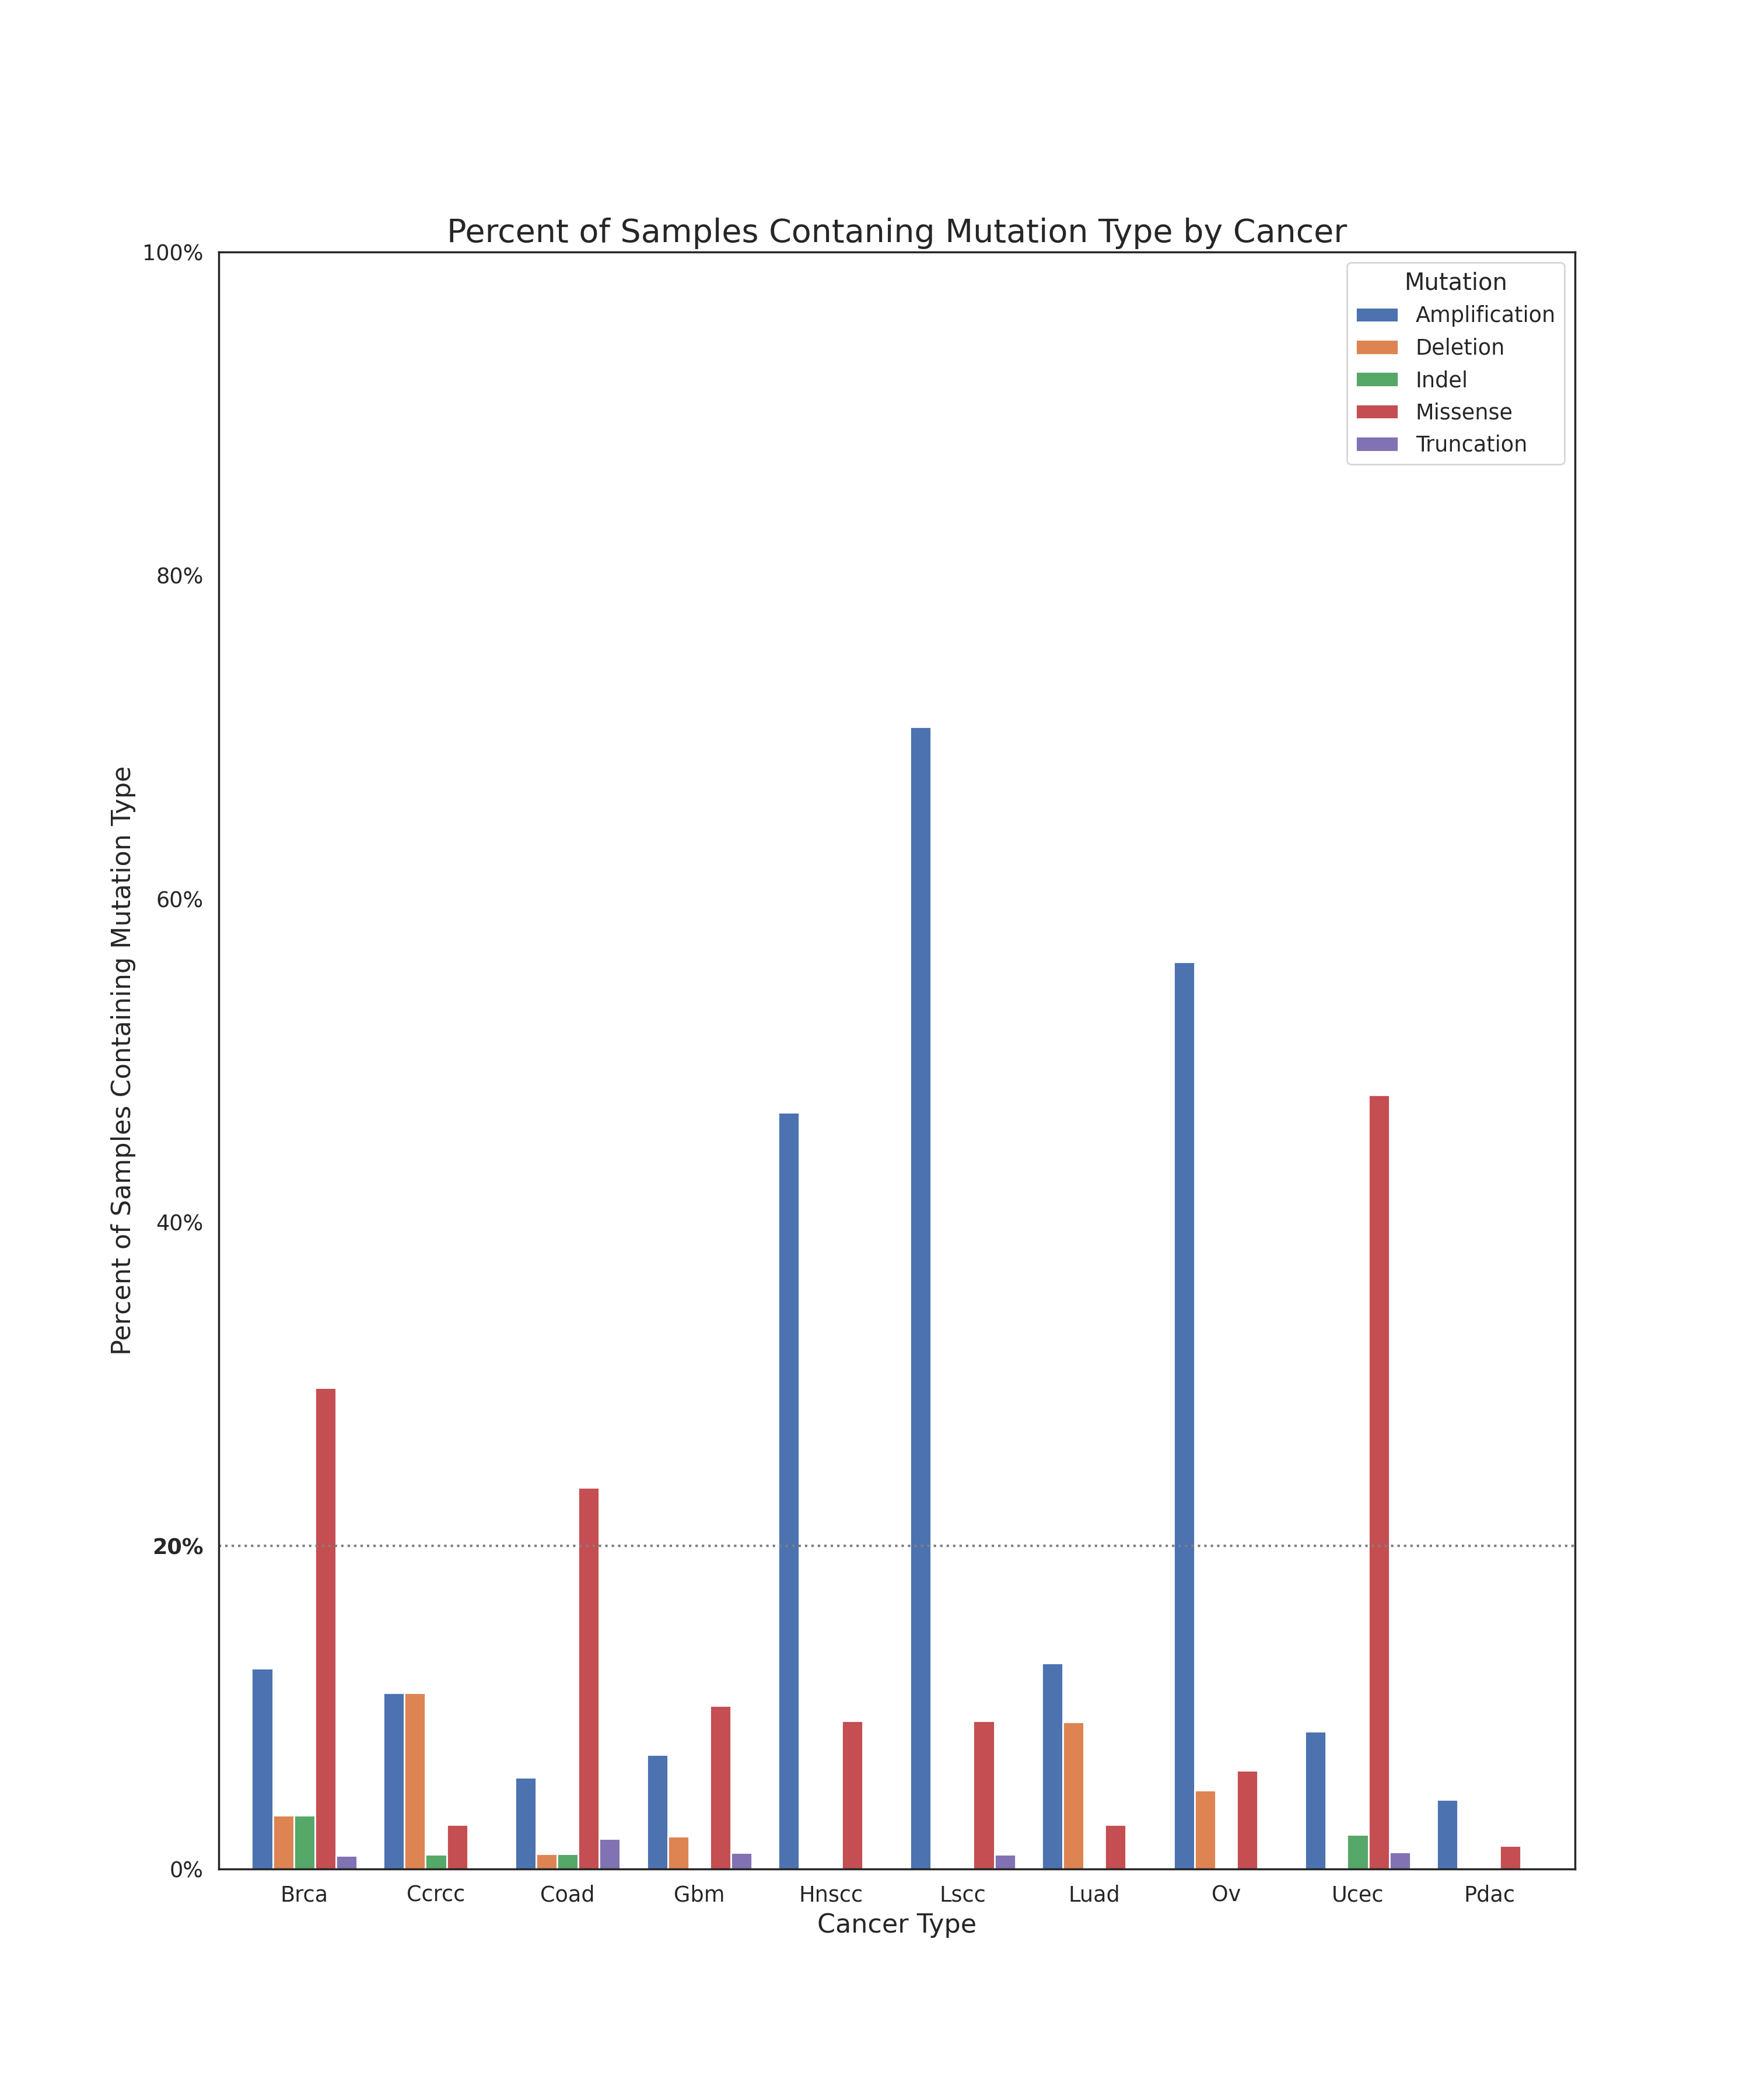 Percent of Samples Contaning Mutation Type by Cancer
100%
80%
60%
40%
20%
0%
Percent of Samples Containing Mutation Type
Mutation
Amplification
Deletion
Indel
Missense
Truncation
Brca Ccrcc Coad Gbm Hnscc Lscc Luad Ov Ucec Pdac
Cancer Type